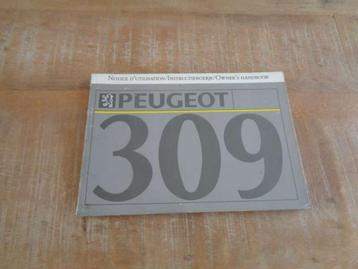 NOTICE D'UTILISATION/INSTRUCTIEBOEKJE/OWNER'S HANDBOOK
PEUGEOT
309